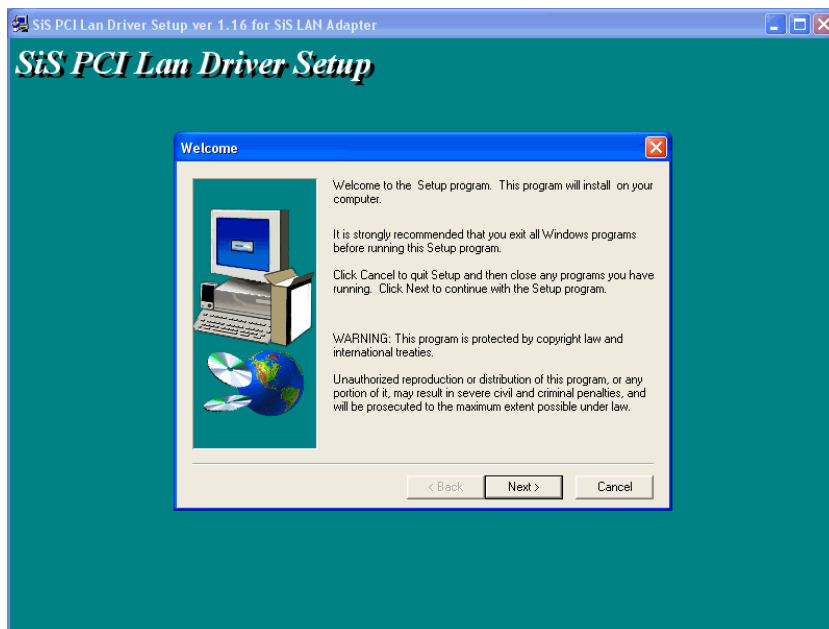 SiS PCI Lan Driver Setup ver 1.16 for SiS LAN Adapter
SiS PCI Lan Driver Setup
Welcome
Welcome to the Setup program. This program will install on your
computer.
It is strongly recommended that you exit all Windows programs
before running this Setup program.
Click Cancel to quit Setup and then close any programs you have
running. Click Next to continue with the Setup program.
WARNING: This program is protected by copyright law and
international treaties.
Unauthorized reproduction or distribution of this program, or any
portion of it, may result in severe civil and criminal penalties, and
will be prosecuted to the maximum extent possible under law.
< Back Next > Cancel